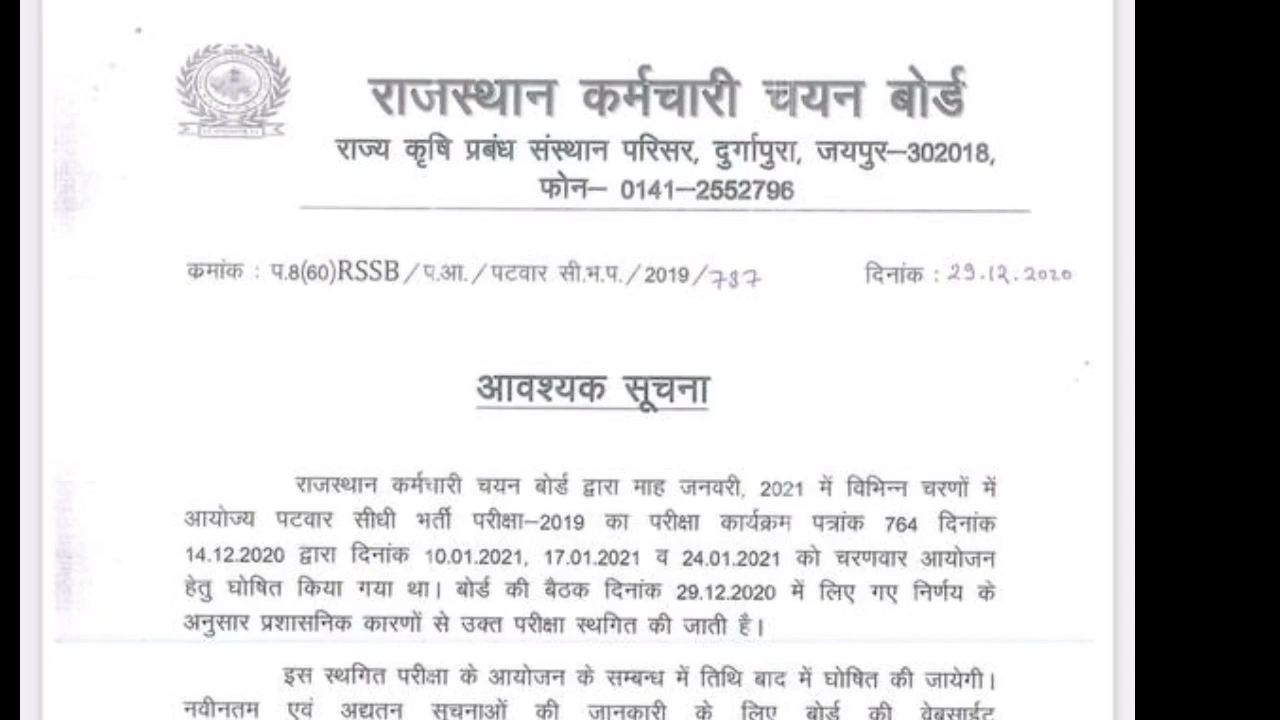 राजस्थान कर्मचारी चयन बोर्ड
राज्य कृषि प्रबंध संस्थान परिसर, दुर्गापुरा, जयपुर–302018,
फोन– 0141–2552796
क्रमांक : प.8(60)RSSB/प.आ./पटवार सी.भ.प./2019/787
दिनांक : 29.12.2020
आवश्यक सूचना
राजस्थान कर्मचारी चयन बोर्ड द्वारा माह जनवरी, 2021 में विभिन्न चरणों में
आयोज्य पटवार सीधी भर्ती परीक्षा–2019 का परीक्षा कार्यक्रम पत्रांक 764 दिनांक
14.12.2020 द्वारा दिनांक 10.01.2021, 17.01.2021 व 24.01.2021 को चरणवार आयोजन
हेतु घोषित किया गया था। बोर्ड की बैठक दिनांक 29.12.2020 में लिए गए निर्णय के
अनुसार प्रशासनिक कारणों से उक्त परीक्षा स्थगित की जाती है।
इस स्थगित परीक्षा के आयोजन के सम्बन्ध में तिथि बाद में घोषित की जायेगी।
नवीनतम एवं अद्यतन सूचनाओं की जानकारी के लिए बोर्ड की वेबसाईट